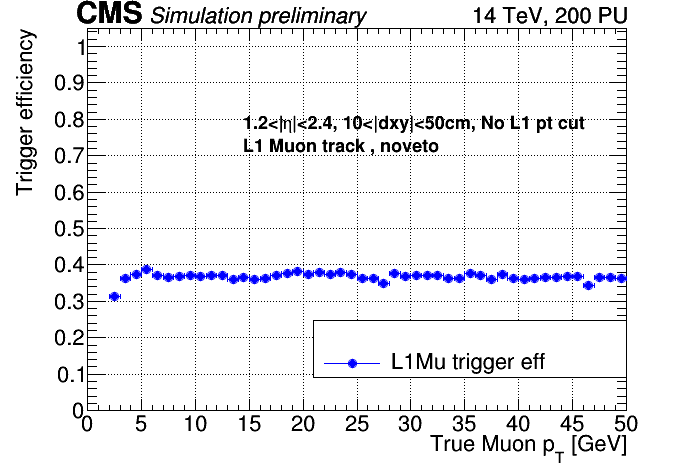 CMS Simulation preliminary 14 TeV, 200 PU
Trigger efficiency
1
0.9
0.8
0.7
0.6
0.5
0.4
0.3
0.2
0.1
0
1.2<|η|<2.4, 10<|dxy|<50cm, No L1 pt cut
L1 Muon track , noveto
L1Mu trigger eff
0 5 10 15 20 25 30 35 40 45 50
True Muon p_T [GeV]